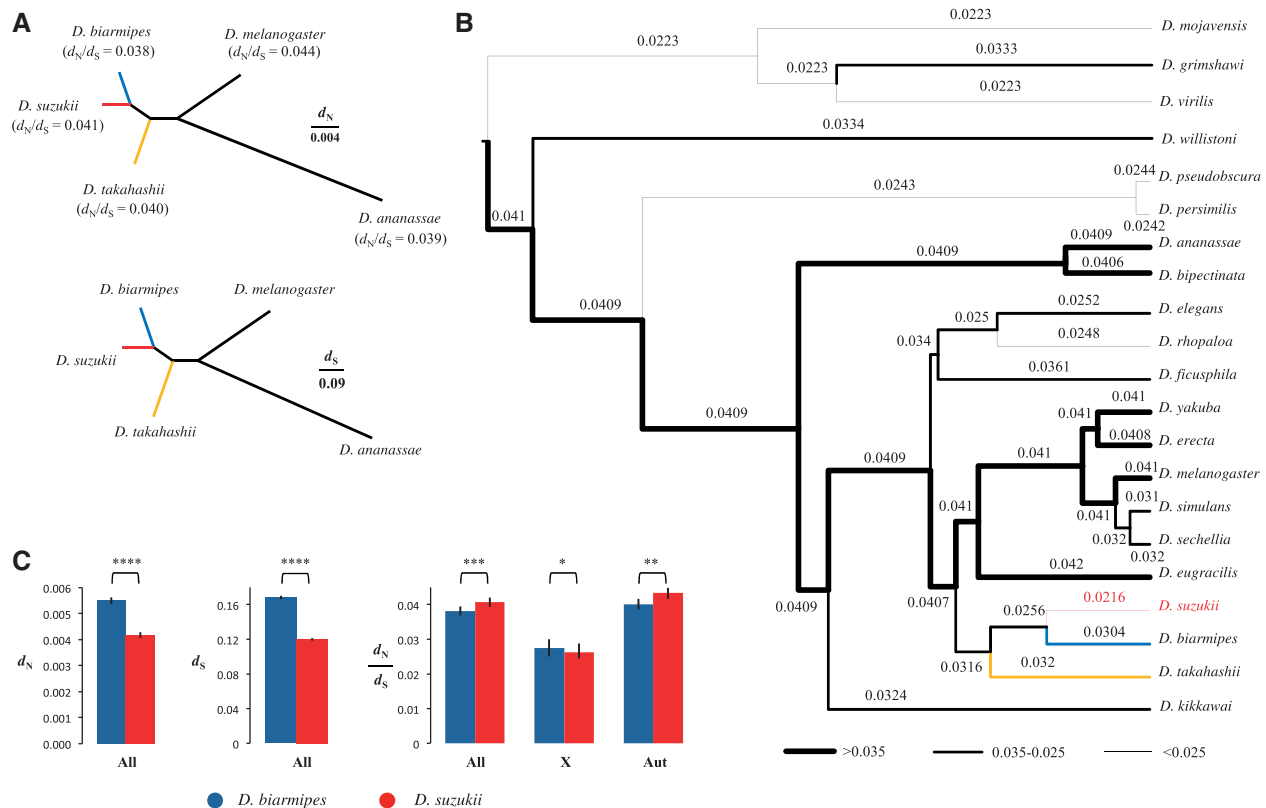 A
D. biarmipes
(dN/dS = 0.038)
D. melanogaster
(dN/dS = 0.044)
D. suzukii
(dN/dS = 0.041)
dN
0.004
D. takahashii
(dN/dS = 0.040)
D. ananassae
(dN/dS = 0.039)
D. biarmipes
D. melanogaster
D. suzukii
dS
0.09
D. takahashii
D. ananassae
B
0.0223
D. mojavensis
0.0223
0.0333
0.0223
D. grimshawi
0.0223
D. virilis
0.0334
D. willistoni
0.041
0.0244
D. pseudobscura
0.0243
D. persimilis
0.0242
0.0409
D. ananassae
0.0409
0.0406
D. bipectinata
0.0409
0.0252
D. elegans
0.025
0.0248
D. rhopaloa
0.034
0.0361
D. ficusphila
0.0409
0.041
D. yakuba
0.041
0.0408
D. erecta
0.0409
0.041
0.041
D. melanogaster
0.031
D. simulans
0.041
0.041
0.032
D. sechellia
0.032
0.042
D. eugracilis
0.0409
0.0407
0.0216
D. suzukii
0.0256
0.0304
D. biarmipes
0.0316
0.032
D. takahashii
0.0324
D. kikkawai
>0.035
0.035-0.025
<0.025
C
****
0.006
0.005
0.004
dN
0.003
0.002
0.001
0.000
All
****
0.16
0.12
dS
0.08
0.04
0
All
***
*
**
0.04
0.03
dN
dS
0.02
0.01
0
All
X
Aut
D. biarmipes
D. suzukii